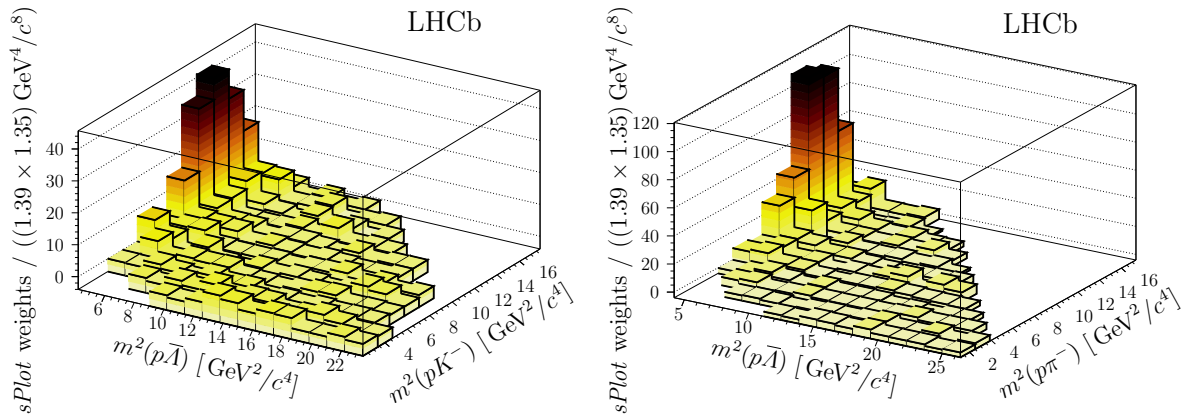 LHCb
sPlot weights / ((1.39 × 1.35) GeV⁴/c⁸)
40
30
20
10
0
6 8 10 12 14 16 18 20 22
m²(pΛ̅) [GeV²/c⁴]
4 6 8 10 12 14 16
m²(pK⁻) [GeV²/c⁴]
LHCb
sPlot weights / ((1.39 × 1.35) GeV⁴/c⁸)
120
100
80
60
40
20
0
5 10 15 20 25
m²(pΛ̅) [GeV²/c⁴]
2 4 6 8 10 12 14 16
m²(pπ⁻) [GeV²/c⁴]